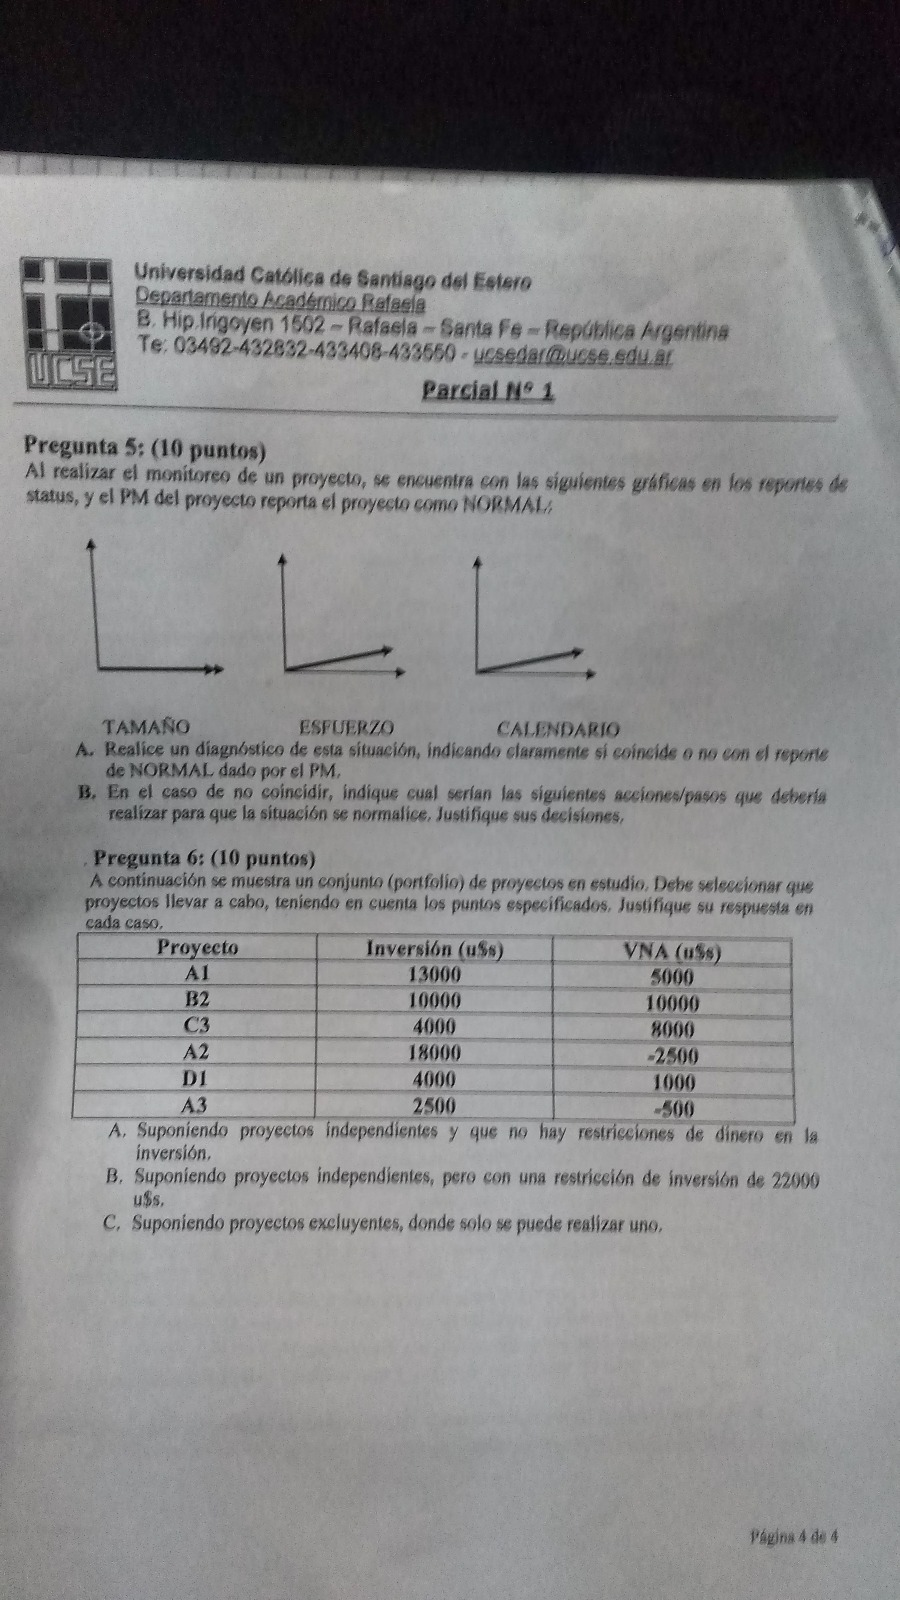 UCSE
Universidad Católica de Santiago del Estero
Departamento Académico Rafaela
B. Hip.Irigoyen 1502 – Rafaela – Santa Fe – República Argentina
Te: 03492-432832-433408-433550 - ucsedar@ucse.edu.ar
Parcial Nº 1
Pregunta 5: (10 puntos)
Al realizar el monitoreo de un proyecto, se encuentra con las siguientes gráficas en los reportes de
status, y el PM del proyecto reporta el proyecto como NORMAL:
TAMAÑO ESFUERZO CALENDARIO
A. Realice un diagnóstico de esta situación, indicando claramente si coincide o no con el reporte
de NORMAL dado por el PM.
B. En el caso de no coincidir, indique cual serían las siguientes acciones/pasos que debería
realizar para que la situación se normalice. Justifique sus decisiones.
. Pregunta 6: (10 puntos)
A continuación se muestra un conjunto (portfolio) de proyectos en estudio. Debe seleccionar que
proyectos llevar a cabo, teniendo en cuenta los puntos especificados. Justifique su respuesta en
cada caso.
Proyecto Inversión (u$s) VNA (u$s)
A1 13000 5000
B2 10000 10000
C3 4000 8000
A2 18000 -2500
D1 4000 1000
A3 2500 -500
A. Suponiendo proyectos independientes y que no hay restricciones de dinero en la
inversión.
B. Suponiendo proyectos independientes, pero con una restricción de inversión de 22000
u$s.
C. Suponiendo proyectos excluyentes, donde solo se puede realizar uno.
Página 4 de 4